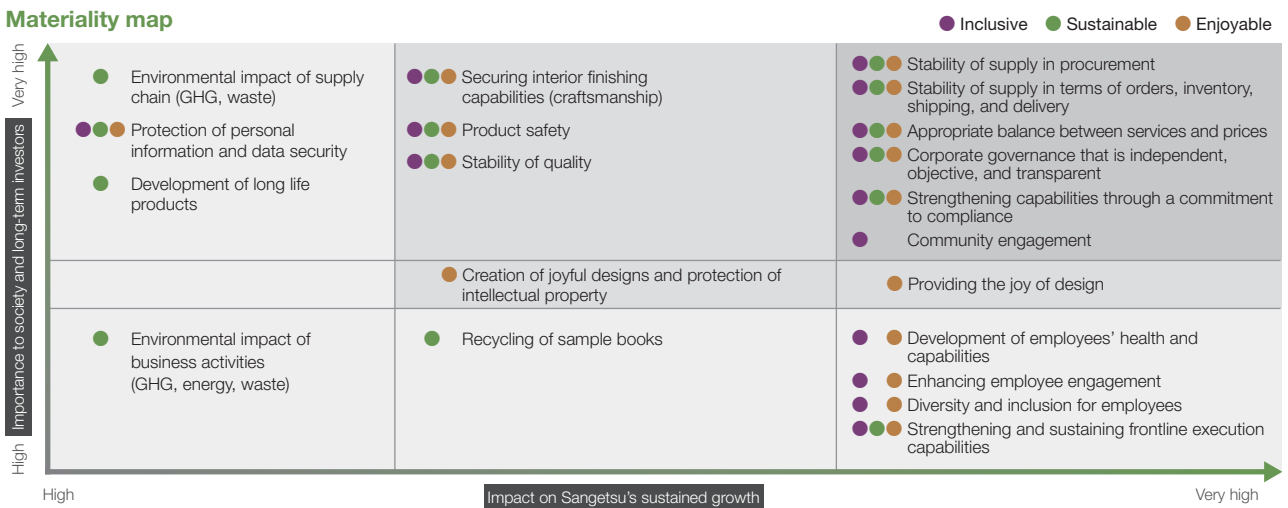 Materiality map
Inclusive
Sustainable
Enjoyable
Very high
Importance to society and long-term investors
High
Environmental impact of supply
chain (GHG, waste)
Protection of personal
information and data security
Development of long life
products
Securing interior finishing
capabilities (craftsmanship)
Product safety
Stability of quality
Stability of supply in procurement
Stability of supply in terms of orders, inventory,
shipping, and delivery
Appropriate balance between services and prices
Corporate governance that is independent,
objective, and transparent
Strengthening capabilities through a commitment
to compliance
Community engagement
Creation of joyful designs and protection of
intellectual property
Providing the joy of design
Environmental impact of
business activities
(GHG, energy, waste)
Recycling of sample books
Development of employees’ health and
capabilities
Enhancing employee engagement
Diversity and inclusion for employees
Strengthening and sustaining frontline execution
capabilities
High
Impact on Sangetsu’s sustained growth
Very high